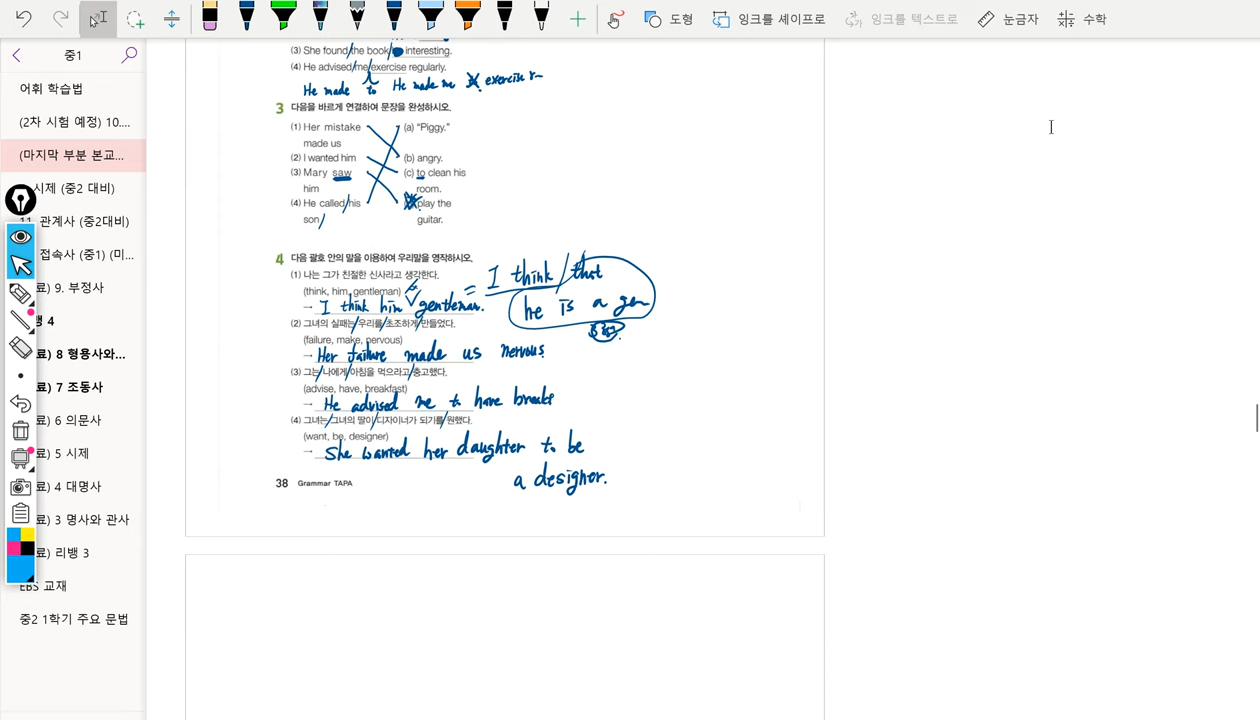 도형
잉크를 셰이프로
잉크를 텍스트로
눈금자
수학
중1
어휘 학습법
(2차 시험 예정) 10....
(마지막 부분 본교...
시제 (중2 대비)
11. 관계사 (중2대비)
접속사 (중1) (미...
료) 9. 부정사
뱅 4
료) 8 형용사와...
료) 7 조동사
료) 6 의문사
료) 5 시제
료) 4 대명사
료) 3 명사와 관사
료) 리뱅 3
EBS 교재
중2 1학기 주요 문법
(3) She found the book interesting.
(4) He advised me exercise regularly.
to
He made He made me exercise
3 다음을 바르게 연결하여 문장을 완성하시오.
(1) Her mistake made us
(a) "Piggy."
(2) I wanted him
(b) angry.
(3) Mary saw him
(c) to clean his room.
(4) He called his son
play the guitar.
4 다음 괄호 안의 말을 이용하여 우리말을 영작하시오.
(1) 나는 그가 친절한 신사라고 생각한다.
(think, him, gentleman)
→ I think him gentleman.
= I think that
he is a gen
(2) 그녀의 실패는 우리를 초조하게 만들었다.
(failure, make, nervous)
→ Her failure made us nervous
(3) 그는 나에게 아침을 먹으라고 충고했다.
(advise, have, breakfast)
→ He advised me to have breakf
(4) 그녀는 그녀의 딸이 디자이너가 되기를 원했다.
(want, be, designer)
→ She wanted her daughter to be
a designer.
38 Grammar TAPA